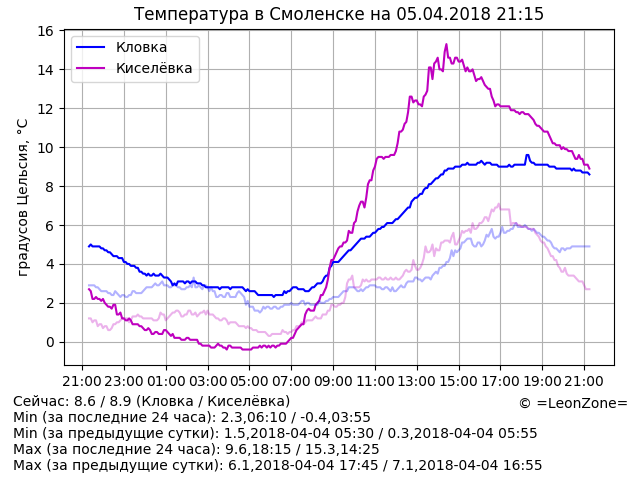 Температура в Смоленске на 05.04.2018 21:15
градусов Цельсия, °C
16
14
12
10
8
6
4
2
0
Кловка
Киселёвка
21:00 23:00 01:00 03:00 05:00 07:00 09:00 11:00 13:00 15:00 17:00 19:00 21:00
Сейчас: 8.6 / 8.9 (Кловка / Киселёвка)
© =LeonZone=
Min (за последние 24 часа): 2.3,06:10 / -0.4,03:55
Min (за предыдущие сутки): 1.5,2018-04-04 05:30 / 0.3,2018-04-04 05:55
Max (за последние 24 часа): 9.6,18:15 / 15.3,14:25
Max (за предыдущие сутки): 6.1,2018-04-04 17:45 / 7.1,2018-04-04 16:55